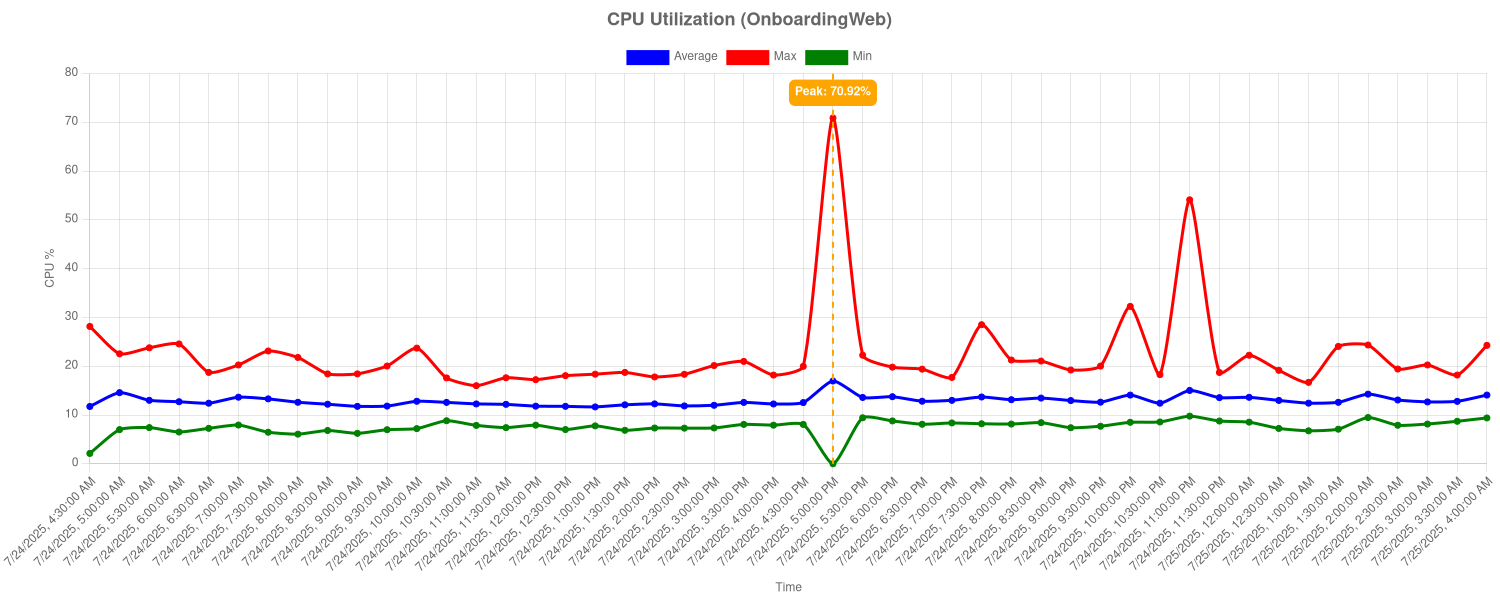 CPU Utilization (OnboardingWeb)
Average Max Min
Peak: 70.92%
80
70
60
50
40
30
20
10
0
CPU %
7/24/2025, 4:30:00 AM
7/24/2025, 5:00:00 AM
7/24/2025, 5:30:00 AM
7/24/2025, 6:00:00 AM
7/24/2025, 6:30:00 AM
7/24/2025, 7:00:00 AM
7/24/2025, 7:30:00 AM
7/24/2025, 8:00:00 AM
7/24/2025, 8:30:00 AM
7/24/2025, 9:00:00 AM
7/24/2025, 9:30:00 AM
7/24/2025, 10:00:00 AM
7/24/2025, 10:30:00 AM
7/24/2025, 11:00:00 AM
7/24/2025, 11:30:00 AM
7/24/2025, 12:00:00 PM
7/24/2025, 12:30:00 PM
7/24/2025, 1:00:00 PM
7/24/2025, 1:30:00 PM
7/24/2025, 2:00:00 PM
7/24/2025, 2:30:00 PM
7/24/2025, 3:00:00 PM
7/24/2025, 3:30:00 PM
7/24/2025, 4:00:00 PM
7/24/2025, 4:30:00 PM
7/24/2025, 5:00:00 PM
7/24/2025, 5:30:00 PM
7/24/2025, 6:00:00 PM
7/24/2025, 6:30:00 PM
7/24/2025, 7:00:00 PM
7/24/2025, 7:30:00 PM
7/24/2025, 8:00:00 PM
7/24/2025, 8:30:00 PM
7/24/2025, 9:00:00 PM
7/24/2025, 9:30:00 PM
7/24/2025, 10:00:00 PM
7/24/2025, 10:30:00 PM
7/24/2025, 11:00:00 PM
7/24/2025, 11:30:00 PM
7/25/2025, 12:00:00 AM
7/25/2025, 12:30:00 AM
7/25/2025, 1:00:00 AM
7/25/2025, 1:30:00 AM
7/25/2025, 2:00:00 AM
7/25/2025, 2:30:00 AM
7/25/2025, 3:00:00 AM
7/25/2025, 3:30:00 AM
7/25/2025, 4:00:00 AM
Time